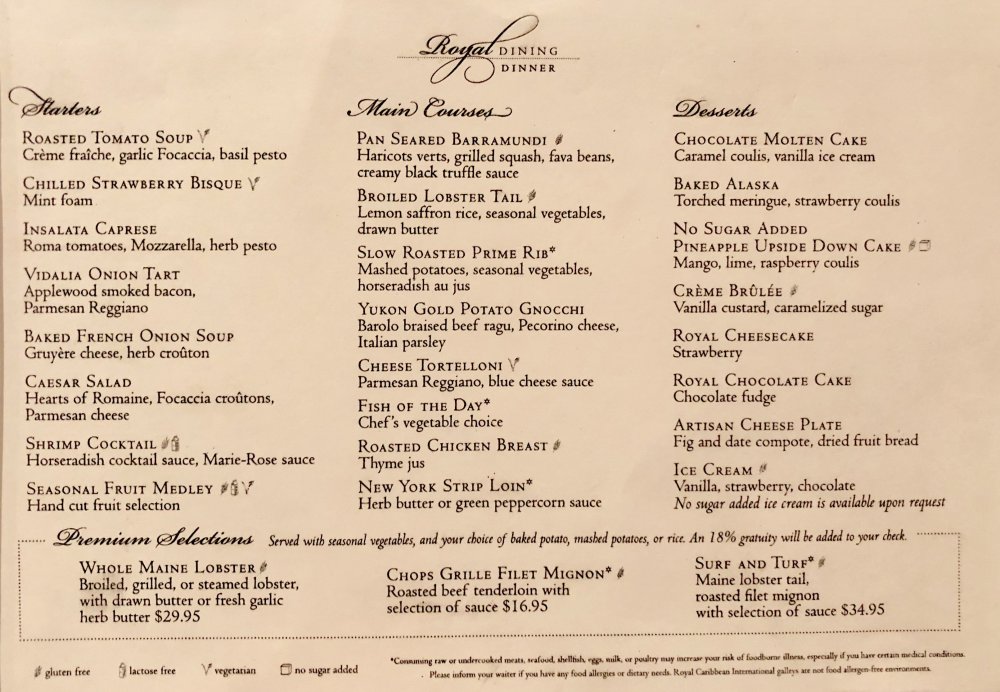 Royal DINING
DINNER
Starters
ROASTED TOMATO SOUP
Crème fraîche, garlic Focaccia, basil pesto
CHILLED STRAWBERRY BISQUE
Mint foam
INSALATA CAPRESE
Roma tomatoes, Mozzarella, herb pesto
VIDALIA ONION TART
Applewood smoked bacon,
Parmesan Reggiano
BAKED FRENCH ONION SOUP
Gruyère cheese, herb croûton
CAESAR SALAD
Hearts of Romaine, Focaccia croûtons,
Parmesan cheese
SHRIMP COCKTAIL
Horseradish cocktail sauce, Marie-Rose sauce
SEASONAL FRUIT MEDLEY
Hand cut fruit selection
Main Courses
PAN SEARED BARRAMUNDI
Haricots verts, grilled squash, fava beans,
creamy black truffle sauce
BROILED LOBSTER TAIL
Lemon saffron rice, seasonal vegetables,
drawn butter
SLOW ROASTED PRIME RIB*
Mashed potatoes, seasonal vegetables,
horseradish au jus
YUKON GOLD POTATO GNOCCHI
Barolo braised beef ragu, Pecorino cheese,
Italian parsley
CHEESE TORTELLONI
Parmesan Reggiano, blue cheese sauce
FISH OF THE DAY*
Chef's vegetable choice
ROASTED CHICKEN BREAST
Thyme jus
NEW YORK STRIP LOIN*
Herb butter or green peppercorn sauce
Desserts
CHOCOLATE MOLTEN CAKE
Caramel coulis, vanilla ice cream
BAKED ALASKA
Torched meringue, strawberry coulis
NO SUGAR ADDED
PINEAPPLE UPSIDE DOWN CAKE
Mango, lime, raspberry coulis
CRÈME BRÛLÉE
Vanilla custard, caramelized sugar
ROYAL CHEESECAKE
Strawberry
ROYAL CHOCOLATE CAKE
Chocolate fudge
ARTISAN CHEESE PLATE
Fig and date compote, dried fruit bread
ICE CREAM
Vanilla, strawberry, chocolate
No sugar added ice cream is available upon request
Premium Selections Served with seasonal vegetables, and your choice of baked potato, mashed potatoes, or rice. An 18% gratuity will be added to your check.
WHOLE MAINE LOBSTER
Broiled, grilled, or steamed lobster,
with drawn butter or fresh garlic
herb butter $29.95
CHOPS GRILLE FILET MIGNON*
Roasted beef tenderloin with
selection of sauce $16.95
SURF AND TURF*
Maine lobster tail,
roasted filet mignon
with selection of sauce $34.95
gluten free lactose free vegetarian no sugar added
*Consuming raw or undercooked meats, seafood, shellfish, eggs, milk, or poultry may increase your risk of foodborne illness, especially if you have certain medical conditions.
Please inform your waiter if you have any food allergies or dietary needs. Royal Caribbean International galleys are not food allergen-free environments.